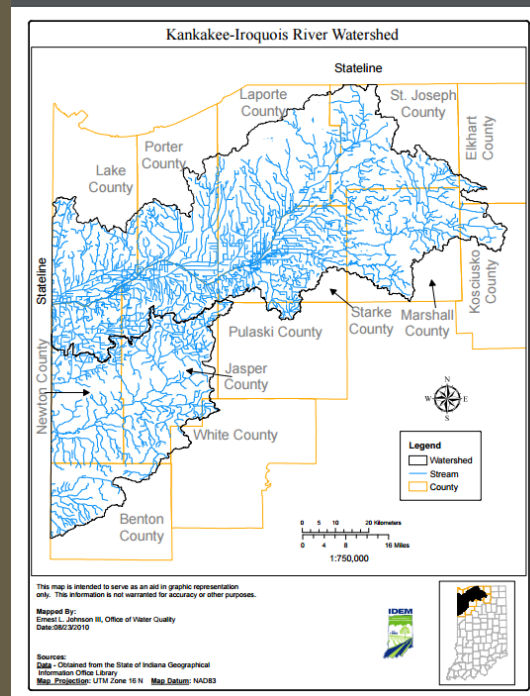 Kankakee-Iroquois River Watershed
Stateline
Laporte
County
St. Joseph
County
Elkhart
County
Porter
County
Lake
County
Stateline
Kosciusko
County
Starke
County
Marshall
County
Pulaski County
Newton County
Jasper
County
White County
Benton
County
N
W
E
S
Legend
Watershed
Stream
County
0 5 10 20 Kilometers
0 4 8 16 Miles
1:750,000
This map is intended to serve as an aid in graphic representation
only. This information is not warranted for accuracy or other purposes.
Mapped By:
Ernest L. Johnson III, Office of Water Quality
Date:08/23/2010
Sources:
Data - Obtained from the State of Indiana Geographical
Information Office Library
Map Projection: UTM Zone 16 N Map Datum: NAD83
IDEM